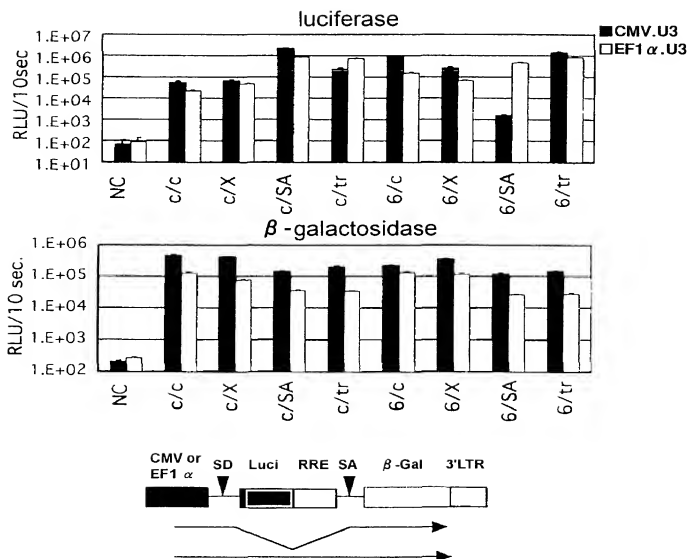 luciferase
CMV.U3
EF1 α.U3
RLU/10sec
1.E+07
1.E+06
1.E+05
1.E+04
1.E+03
1.E+02
1.E+01
NC
c/c
c/X
c/SA
c/tr
6/c
6/X
6/SA
6/tr
β -galactosidase
RLU/10 sec.
1.E+06
1.E+05
1.E+04
1.E+03
1.E+02
NC
c/c
c/X
c/SA
c/tr
6/c
6/X
6/SA
6/tr
CMV or EF1 α
SD
Luci
RRE
SA
β -Gal
3'LTR